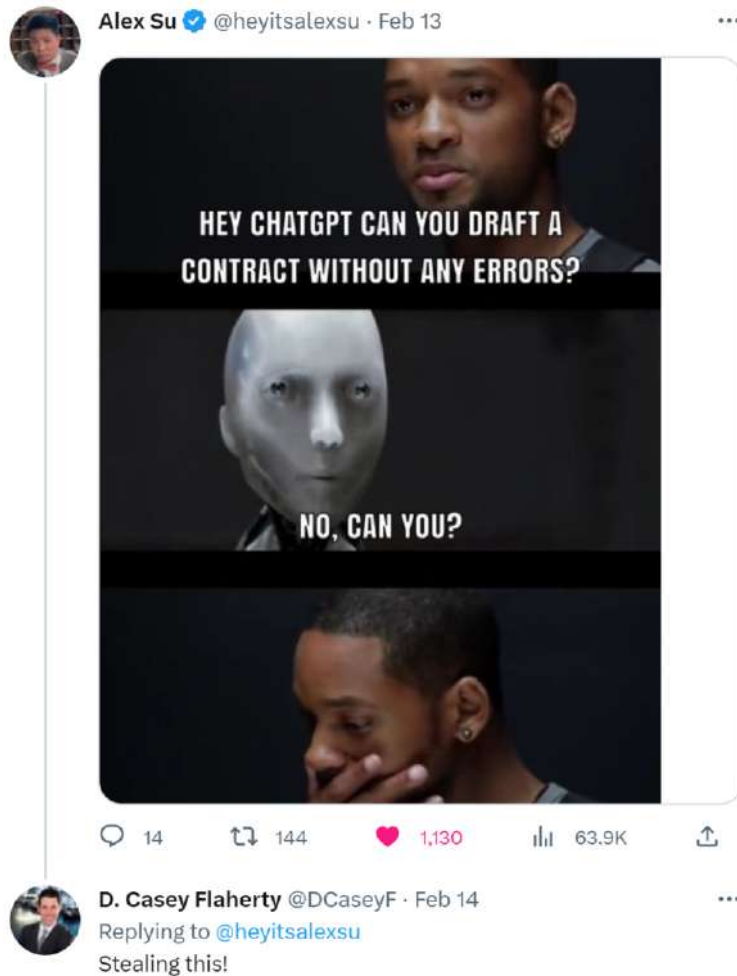 Alex Su @heyitsalexsu · Feb 13
HEY CHATGPT CAN YOU DRAFT A
CONTRACT WITHOUT ANY ERRORS?
NO, CAN YOU?
14 144 1,130 63.9K
D. Casey Flaherty @DCaseyF · Feb 14
Replying to @heyitsalexsu
Stealing this!